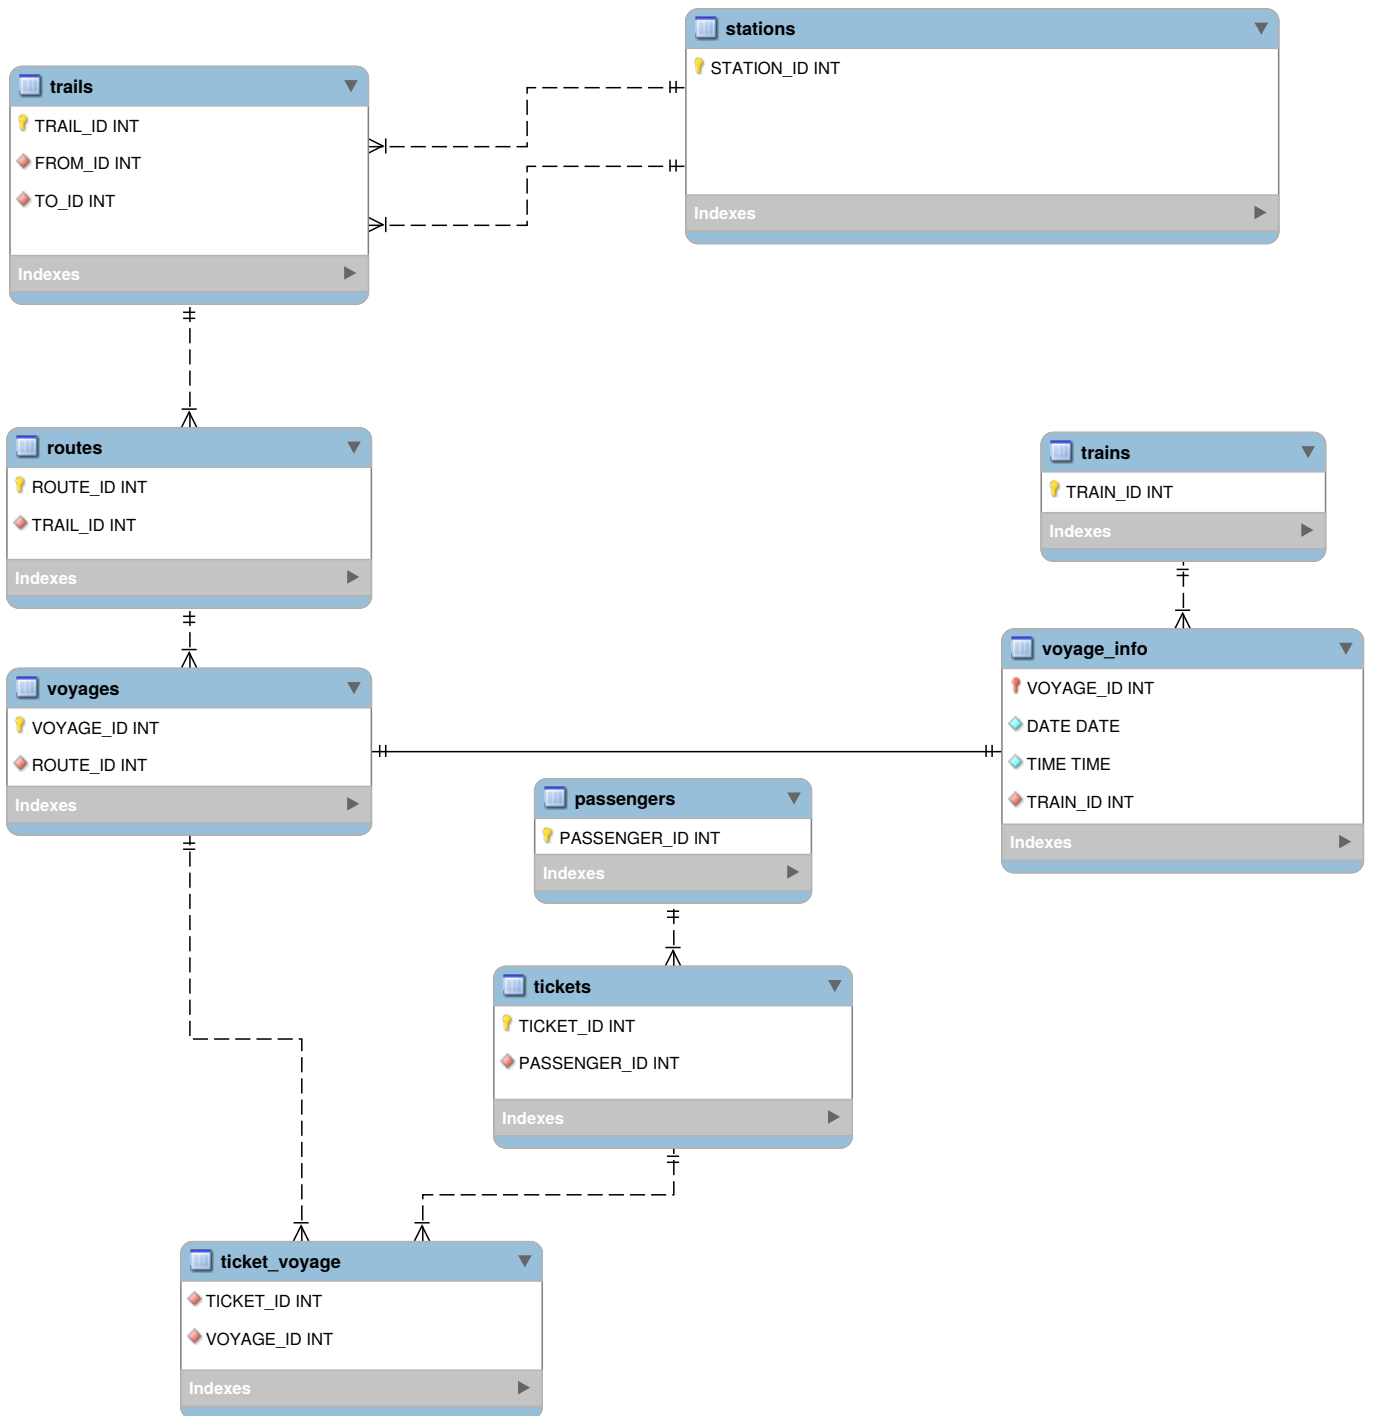 stations
STATION_ID INT
Indexes
trails
TRAIL_ID INT
FROM_ID INT
TO_ID INT
Indexes
routes
ROUTE_ID INT
TRAIL_ID INT
Indexes
trains
TRAIN_ID INT
Indexes
voyages
VOYAGE_ID INT
ROUTE_ID INT
Indexes
voyage_info
VOYAGE_ID INT
DATE DATE
TIME TIME
TRAIN_ID INT
Indexes
passengers
PASSENGER_ID INT
Indexes
tickets
TICKET_ID INT
PASSENGER_ID INT
Indexes
ticket_voyage
TICKET_ID INT
VOYAGE_ID INT
Indexes